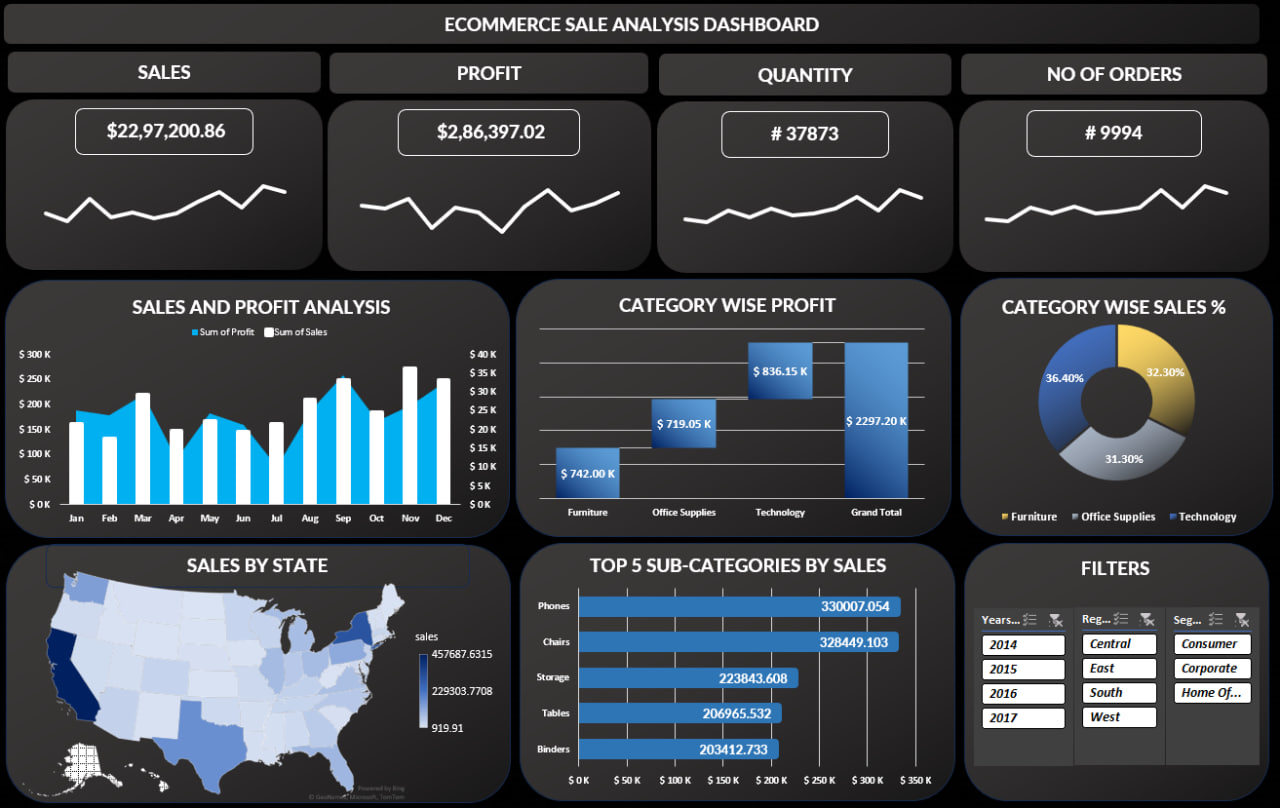 ECOMMERCE SALE ANALYSIS DASHBOARD
SALES
PROFIT
QUANTITY
NO OF ORDERS
$22,97,200.86
$2,86,397.02
# 37873
# 9994
SALES AND PROFIT ANALYSIS
Sum of Profit Sum of Sales
$ 300 K
$ 250 K
$ 200 K
$ 150 K
$ 100 K
$ 50 K
$ 0 K
$ 40 K
$ 35 K
$ 30 K
$ 25 K
$ 20 K
$ 15 K
$ 10 K
$ 5 K
$ 0 K
Jan Feb Mar Apr May Jun Jul Aug Sep Oct Nov Dec
CATEGORY WISE PROFIT
$ 742.00 K
$ 719.05 K
$ 836.15 K
$ 2297.20 K
Furniture Office Supplies Technology Grand Total
CATEGORY WISE SALES %
36.40%
32.30%
31.30%
Furniture Office Supplies Technology
SALES BY STATE
sales
457687.6315
229303.7708
919.91
Powered by Bing
© GeoNames, Microsoft, TomTom
TOP 5 SUB-CATEGORIES BY SALES
Phones 330007.054
Chairs 328449.103
Storage 223843.608
Tables 206965.532
Binders 203412.733
$ 0 K $ 50 K $ 100 K $ 150 K $ 200 K $ 250 K $ 300 K $ 350 K
FILTERS
Years...
2014
2015
2016
2017
Reg...
Central
East
South
West
Seg...
Consumer
Corporate
Home Of...